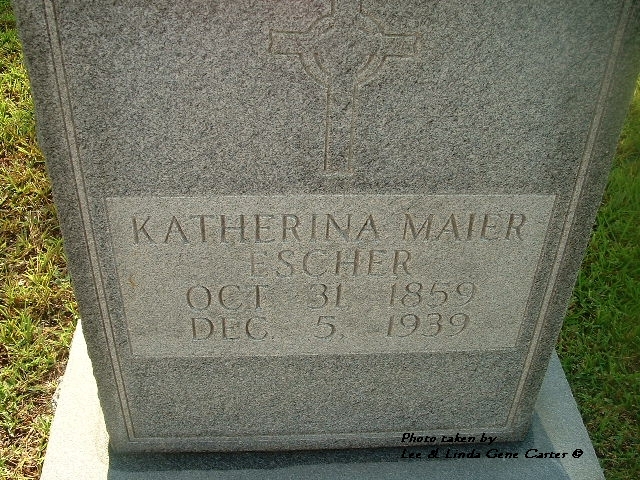 KATHERINA MAIER
ESCHER
OCT. 31, 1859
DEC. 5, 1939
Photo taken by
Lee & Linda Gene Carter ©